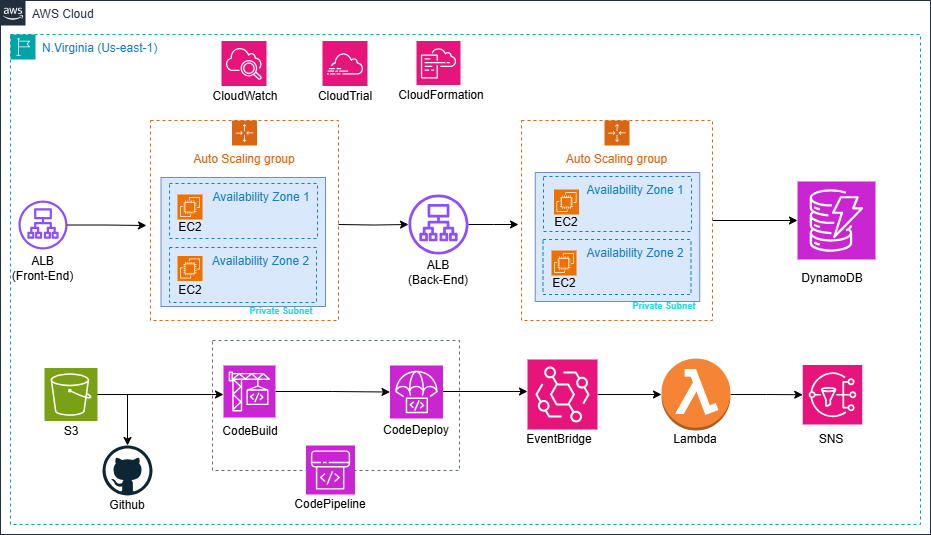 aws
AWS Cloud
N.Virginia (Us-east-1)
CloudWatch
CloudTrial
CloudFormation
Auto Scaling group
Availability Zone 1
EC2
Availability Zone 2
EC2
Private Subnet
ALB
(Front-End)
ALB
(Back-End)
Auto Scaling group
Availability Zone 1
EC2
Availability Zone 2
EC2
Private Subnet
DynamoDB
S3
Github
CodeBuild
CodeDeploy
CodePipeline
EventBridge
Lambda
SNS